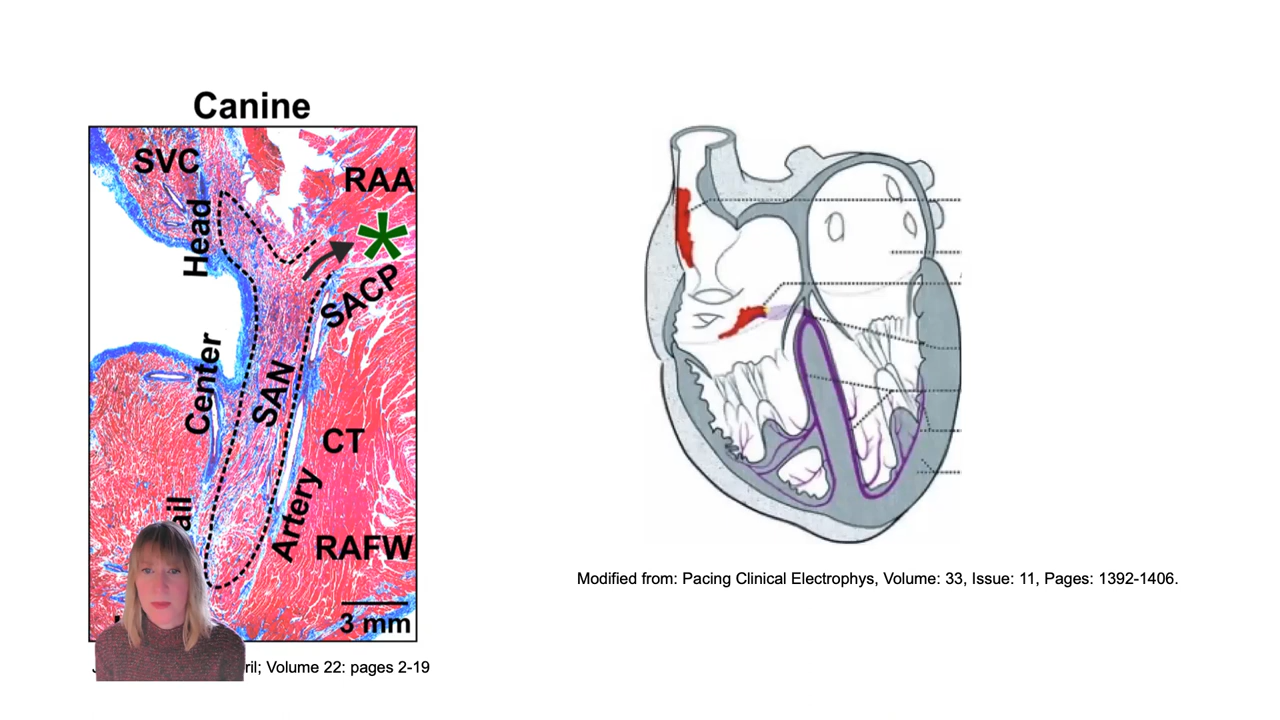 Canine
SVC
RAA
Head
SACP
Center
SAN
CT
Artery
RAFW
3 mm
Modified from: Pacing Clinical Electrophys, Volume: 33, Issue: 11, Pages: 1392-1406.
Volume 22: pages 2-19